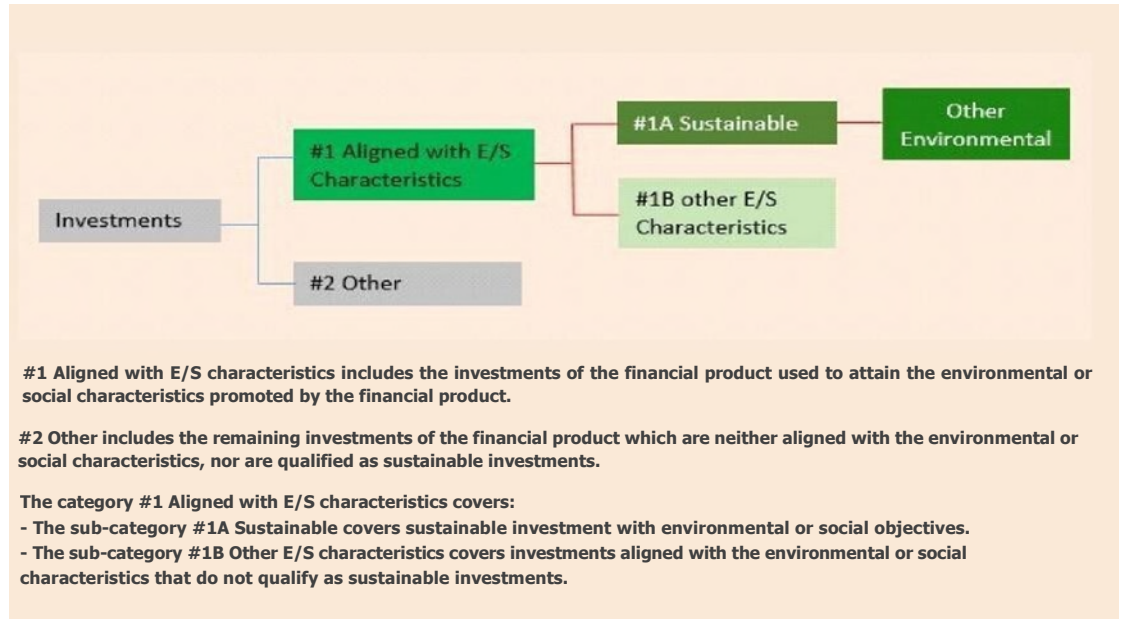 Other
Environmental
#1A Sustainable
#1 Aligned with E/S
Characteristics
#1B other E/S
Characteristics
Investments
#2 Other
#1 Aligned with E/S characteristics includes the investments of the financial product used to attain the environmental or
social characteristics promoted by the financial product.
#2 Other includes the remaining investments of the financial product which are neither aligned with the environmental or
social characteristics, nor are qualified as sustainable investments.
The category #1 Aligned with E/S characteristics covers:
- The sub-category #1A Sustainable covers sustainable investment with environmental or social objectives.
- The sub-category #1B Other E/S characteristics covers investments aligned with the environmental or social
characteristics that do not qualify as sustainable investments.